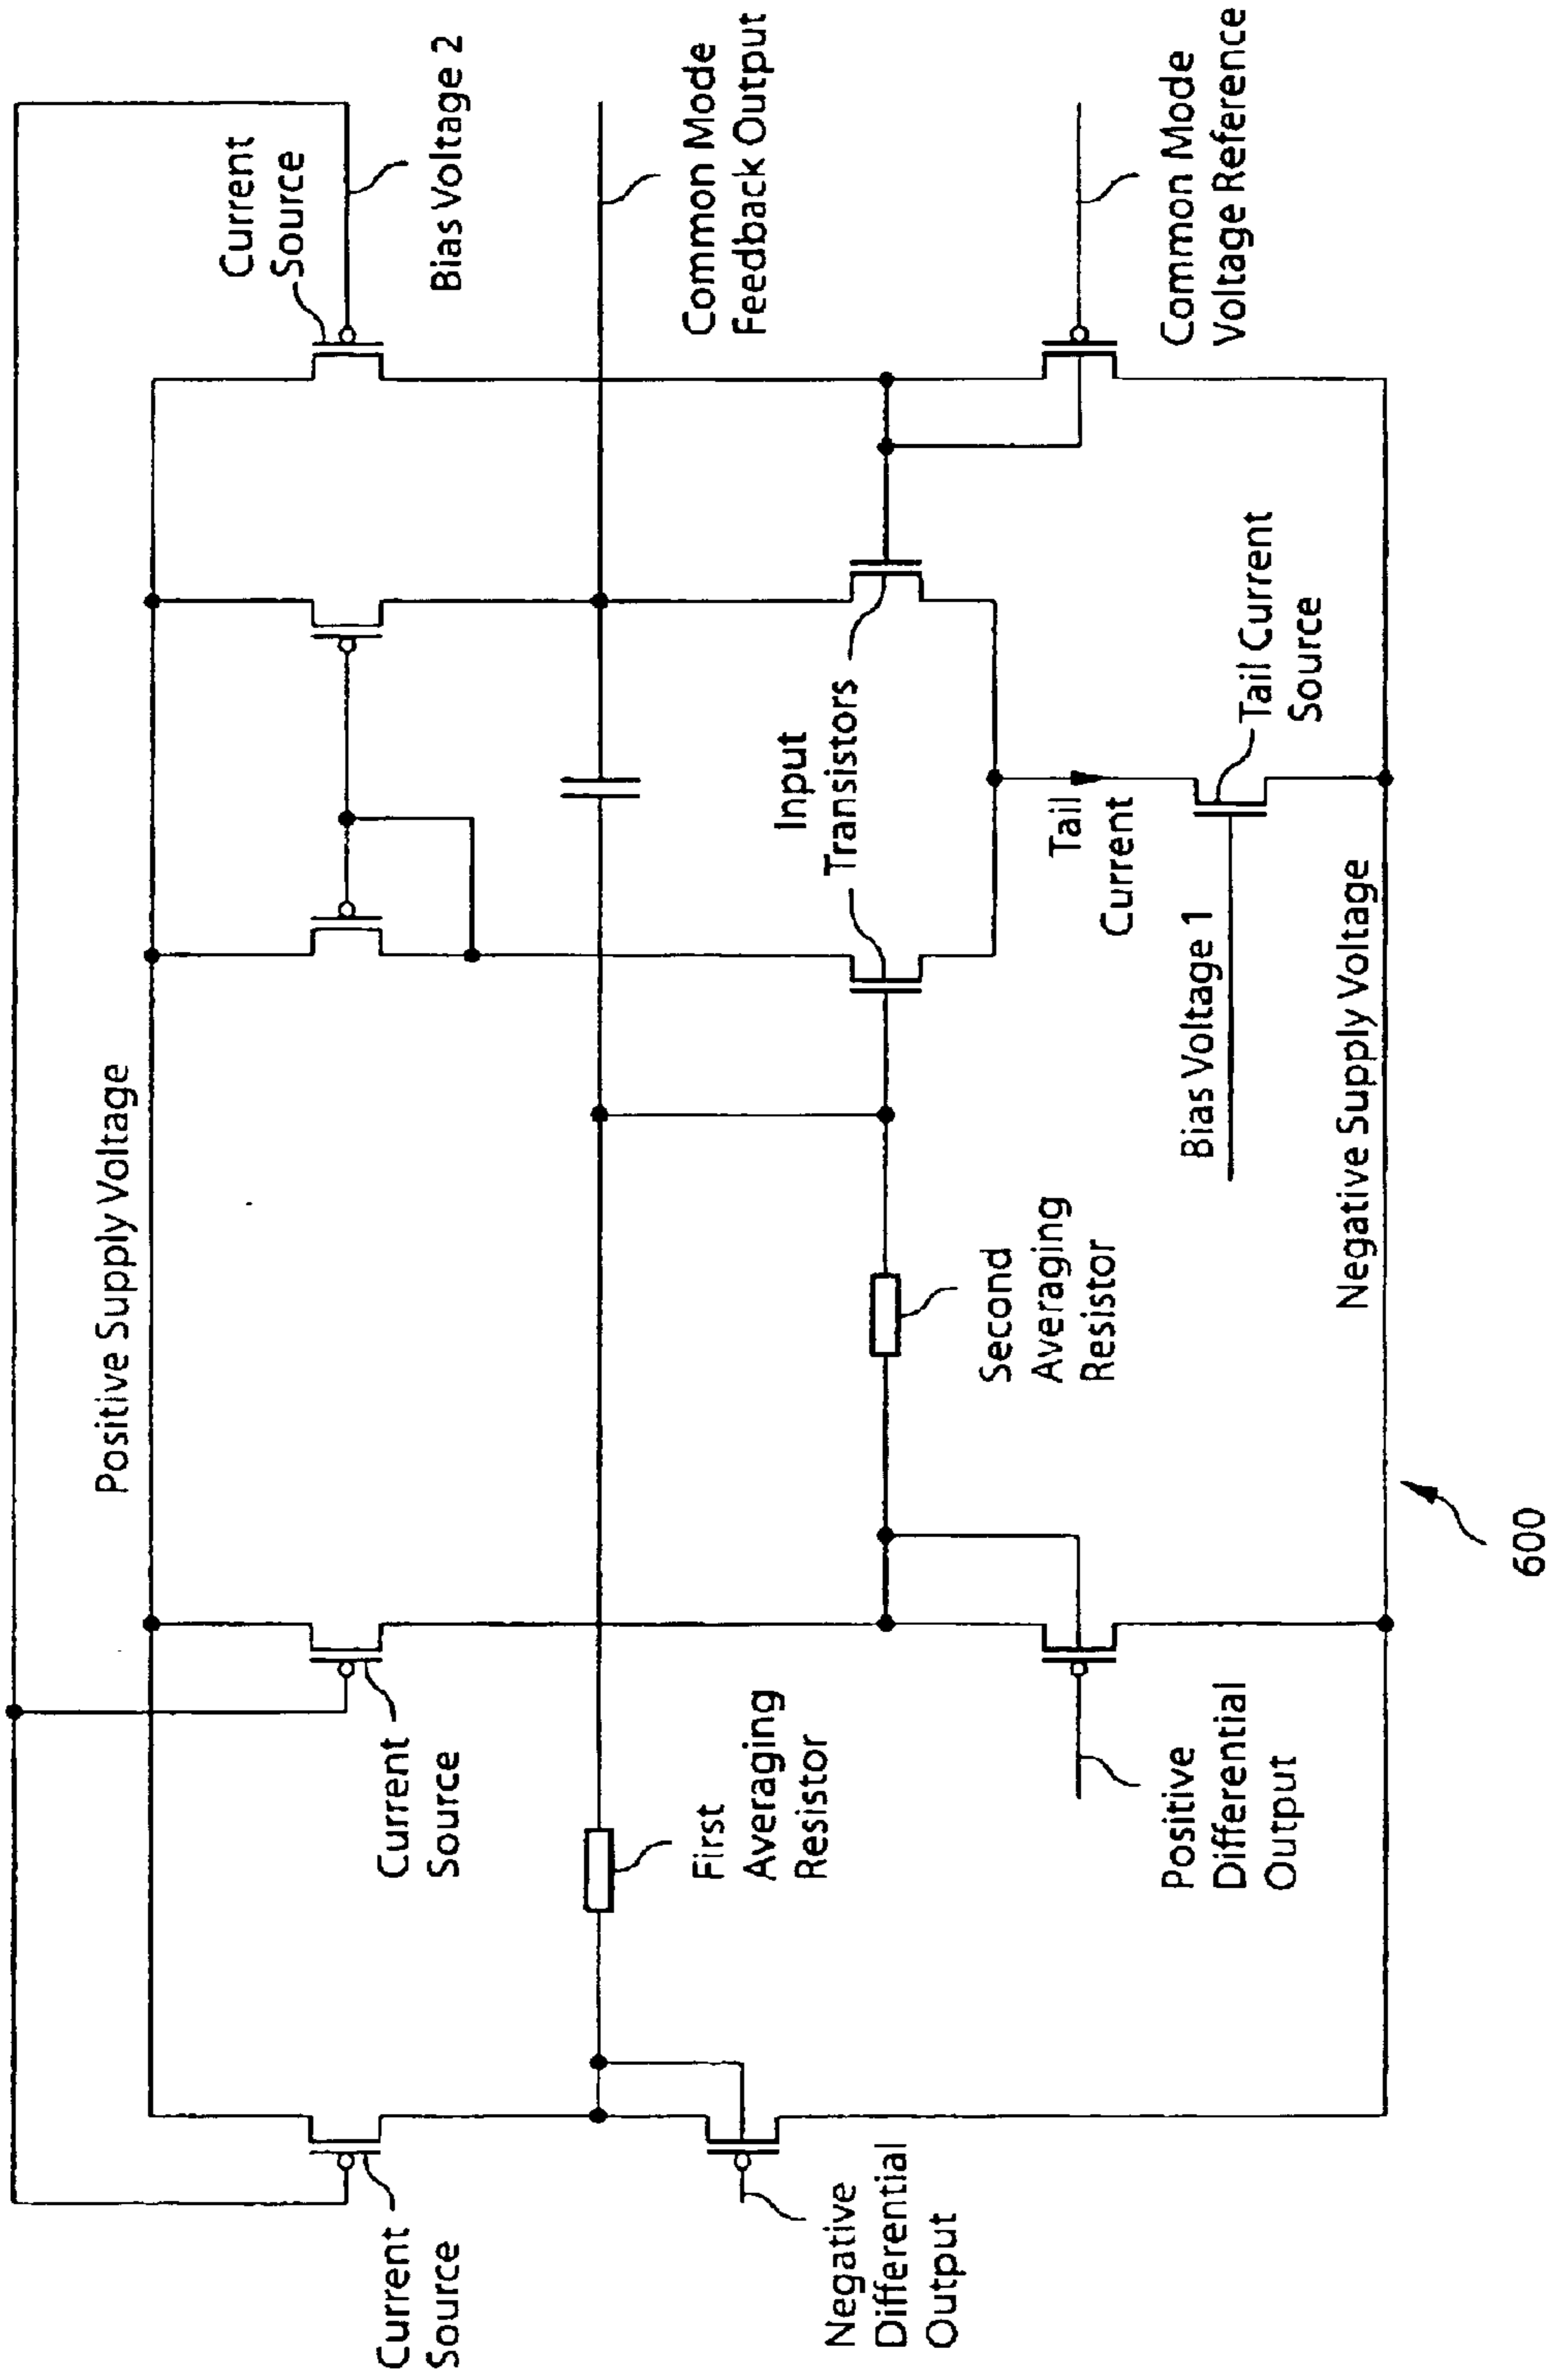 Positive Supply Voltage
Current
Source
Bias Voltage 2
Current
Source
Current
Source
Common Mode
Feedback Output
First
Averaging
Resistor
Input
Transistors
Negative
Differential
Output
Second
Averaging
Resistor
Tail
Current
Common Mode
Voltage Reference
Positive
Differential
Output
Bias Voltage 1
Tail Current
Source
Negative Supply Voltage
600